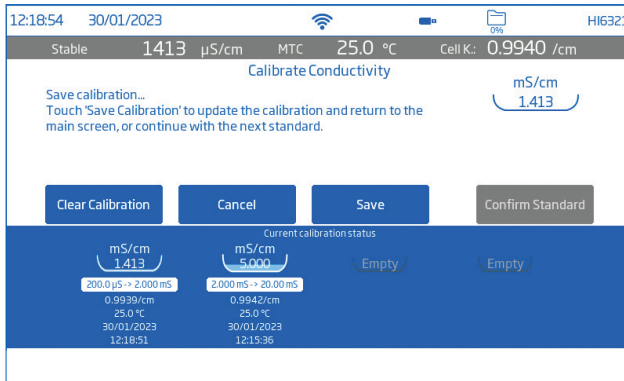 12:18:54 30/01/2023 0% HI6321
Stable 1413 µS/cm MTC 25.0 °C Cell K.: 0.9940 /cm
Calibrate Conductivity
Save calibration...
Touch 'Save Calibration' to update the calibration and return to the
main screen, or continue with the next standard.
mS/cm
1.413
Clear Calibration Cancel Save Confirm Standard
Current calibration status
mS/cm mS/cm
1.413 5.000 Empty Empty
200.0 µS -> 2.000 mS 2.000 mS -> 20.00 mS
0.9939/cm 0.9942/cm
25.0 °C 25.0 °C
30/01/2023 30/01/2023
12:18:51 12:15:36